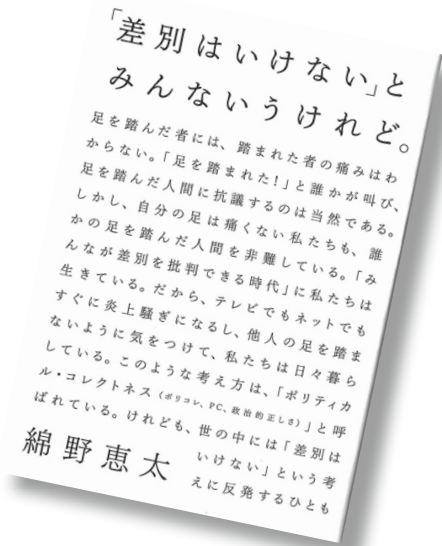 「差別はいけない」と
みんないうけれど。
足を踏んだ者には、踏まれた者の痛みはわ
からない。「足を踏まれた!」と誰かが叫び、
足を踏んだ人間に抗議するのは当然である。
しかし、自分の足は痛くない私たちも、誰
かの足を踏んだ人間を非難している。「み
んなが差別を批判できる時代」に私たちは
生きている。だから、テレビでもネットでも
すぐに炎上騒ぎになるし、他人の足を踏ま
ないように気をつけて、私たちは日々暮ら
している。このような考え方は、「ポリティカ
ル・コレクトネス(ポリコレ、PC、政治的正しさ)」と呼
ばれている。けれども、世の中には「差別は
いけない」という考
えに反発するひとも
綿野恵太